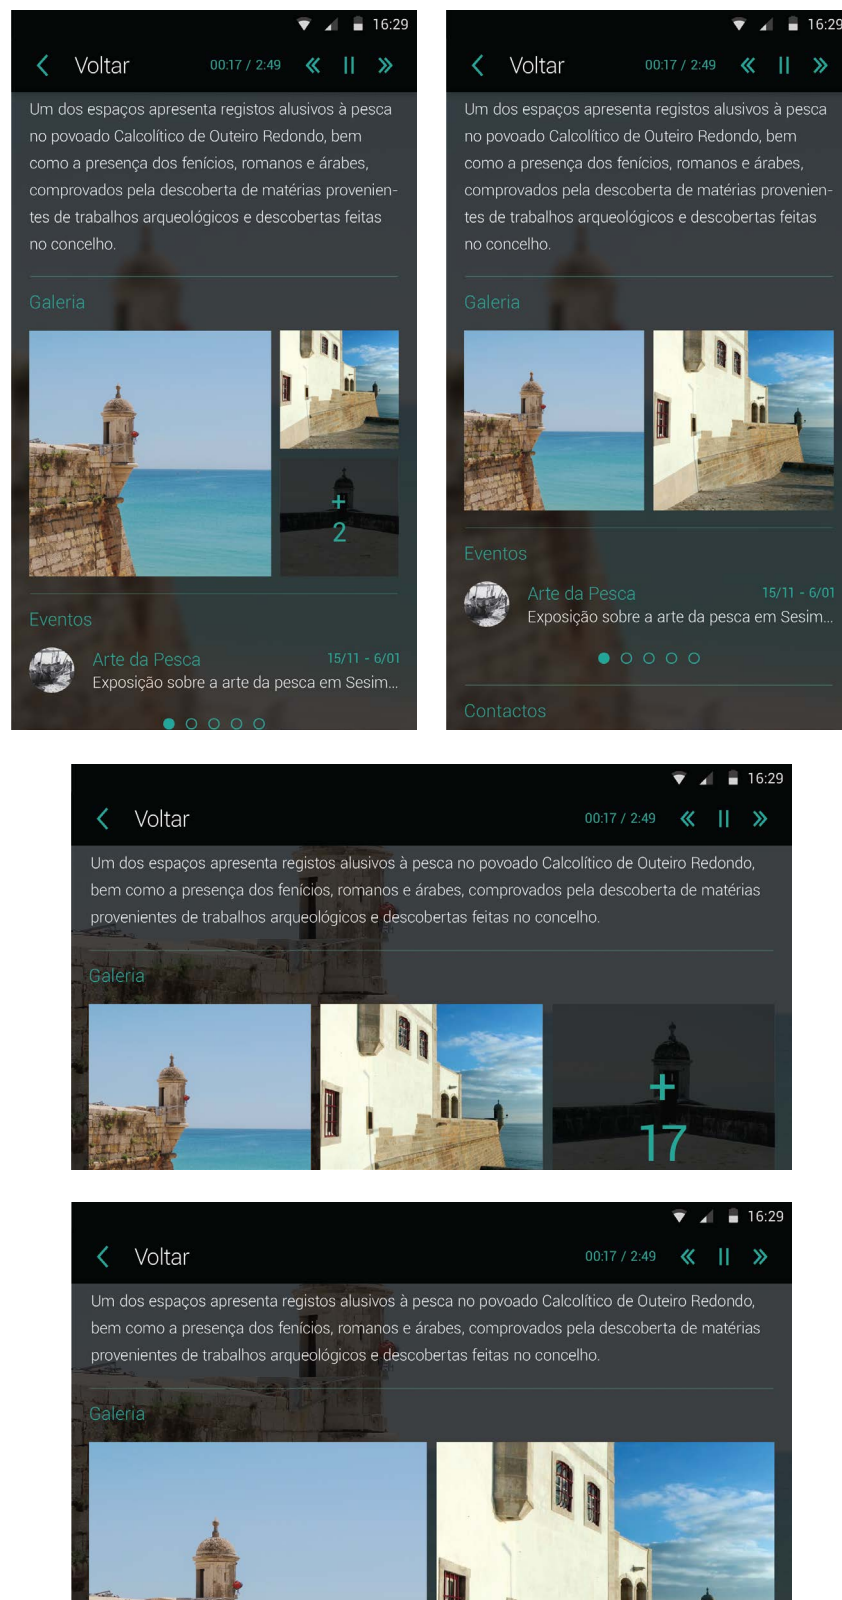 16:29
Voltar 00:17 / 2:49
Um dos espaços apresenta registos alusivos à pesca
no povoado Calcolítico de Outeiro Redondo, bem
como a presença dos fenícios, romanos e árabes,
comprovados pela descoberta de matérias provenien-
tes de trabalhos arqueológicos e descobertas feitas
no concelho.
Galeria
+
2
Eventos
Arte da Pesca 15/11 - 6/01
Exposição sobre a arte da pesca em Sesim...
16:29
Voltar 00:17 / 2:49
Um dos espaços apresenta registos alusivos à pesca
no povoado Calcolítico de Outeiro Redondo, bem
como a presença dos fenícios, romanos e árabes,
comprovados pela descoberta de matérias provenien-
tes de trabalhos arqueológicos e descobertas feitas
no concelho.
Galeria
Eventos
Arte da Pesca 15/11 - 6/01
Exposição sobre a arte da pesca em Sesim...
Contactos
16:29
Voltar 00:17 / 2:49
Um dos espaços apresenta registos alusivos à pesca no povoado Calcolítico de Outeiro Redondo,
bem como a presença dos fenícios, romanos e árabes, comprovados pela descoberta de matérias
provenientes de trabalhos arqueológicos e descobertas feitas no concelho.
Galeria
+
17
16:29
Voltar 00:17 / 2:49
Um dos espaços apresenta registos alusivos à pesca no povoado Calcolítico de Outeiro Redondo,
bem como a presença dos fenícios, romanos e árabes, comprovados pela descoberta de matérias
provenientes de trabalhos arqueológicos e descobertas feitas no concelho.
Galeria